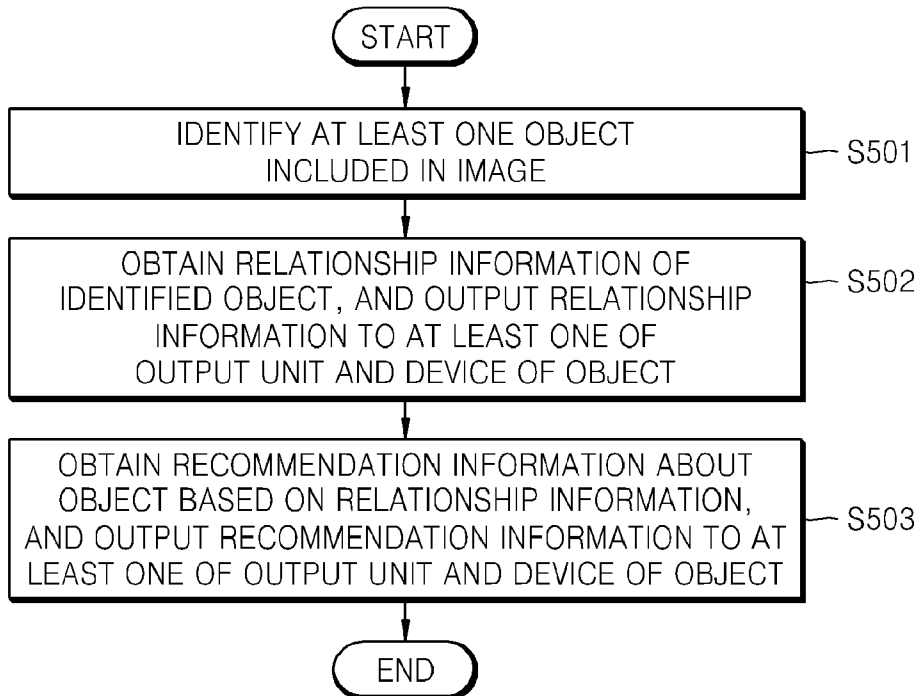 START
IDENTIFY AT LEAST ONE OBJECT
INCLUDED IN IMAGE
S501
OBTAIN RELATIONSHIP INFORMATION OF
IDENTIFIED OBJECT, AND OUTPUT RELATIONSHIP
INFORMATION TO AT LEAST ONE OF
OUTPUT UNIT AND DEVICE OF OBJECT
S502
OBTAIN RECOMMENDATION INFORMATION ABOUT
OBJECT BASED ON RELATIONSHIP INFORMATION,
AND OUTPUT RECOMMENDATION INFORMATION TO AT
LEAST ONE OF OUTPUT UNIT AND DEVICE OF OBJECT
S503
END